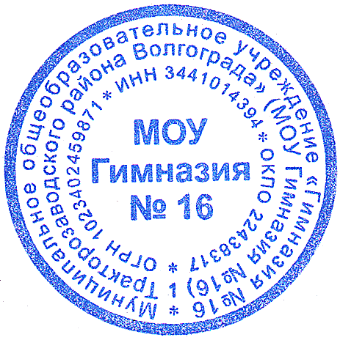 Муниципальное общеобразовательное учреждение «Гимназия №16
Тракторозаводского района Волгограда» (МОУ Гимназия №16) 1 *
ОГРН 1023402459871 * ИНН 3441014394 * ОКПО 22438317 *
МОУ
Гимназия
№ 16